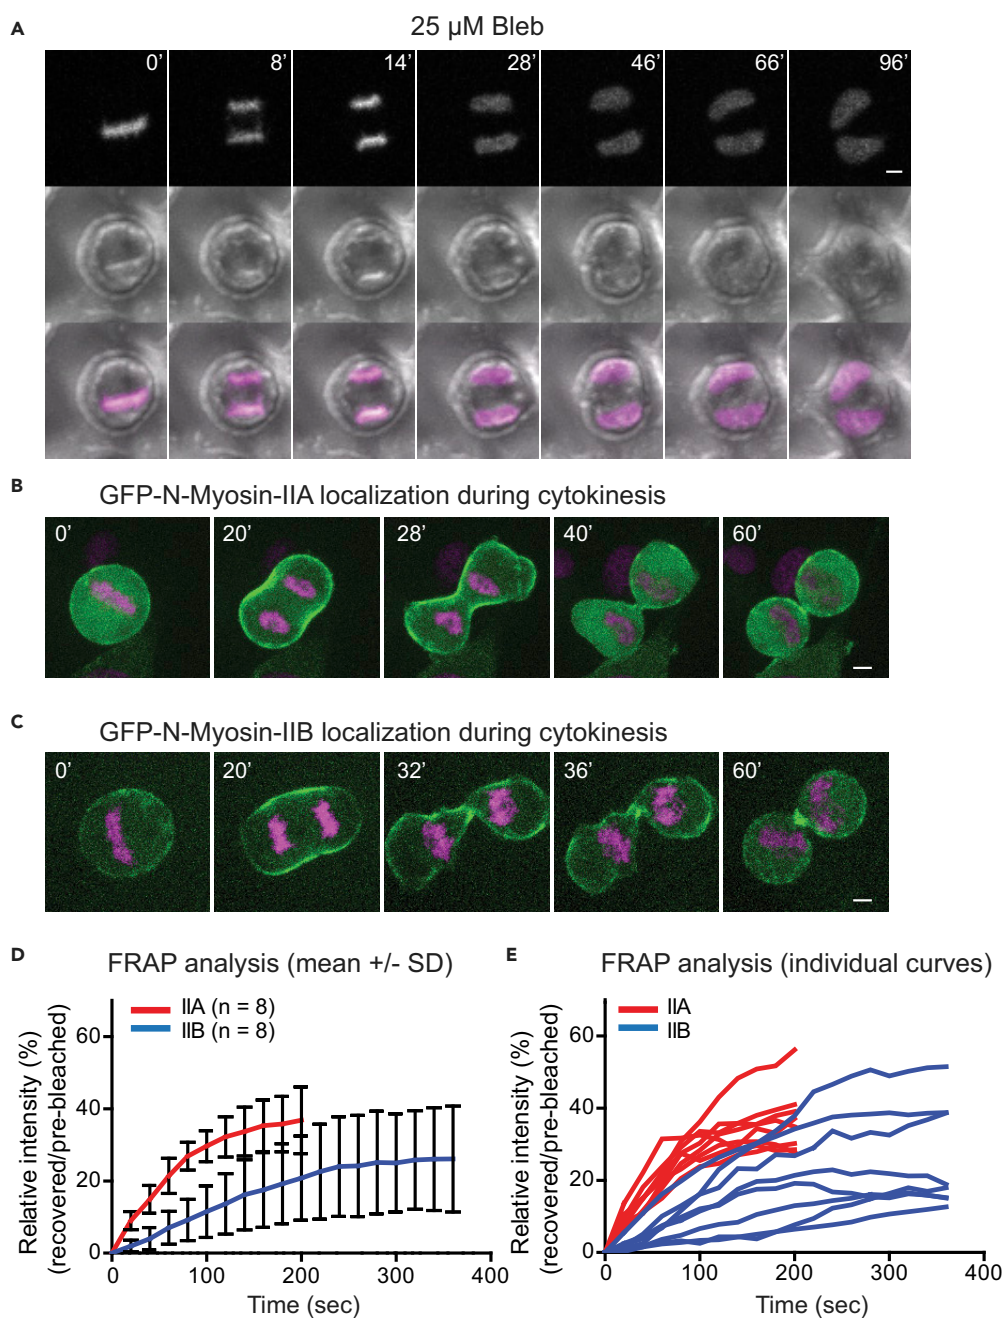 A
25 µM Bleb
0’ 8’ 14’ 28’ 46’ 66’ 96’
B
GFP-N-Myosin-IIA localization during cytokinesis
0’ 20’ 28’ 40’ 60’
C
GFP-N-Myosin-IIB localization during cytokinesis
0’ 20’ 32’ 36’ 60’
D
FRAP analysis (mean +/- SD)
IIA (n = 8)
IIB (n = 8)
Relative intensity (%)
(recovered/pre-bleached)
60
40
20
0
0 100 200 300 400
Time (sec)
E
FRAP analysis (individual curves)
IIA
IIB
Relative intensity (%)
(recovered/pre-bleached)
60
40
20
0
0 100 200 300 400
Time (sec)